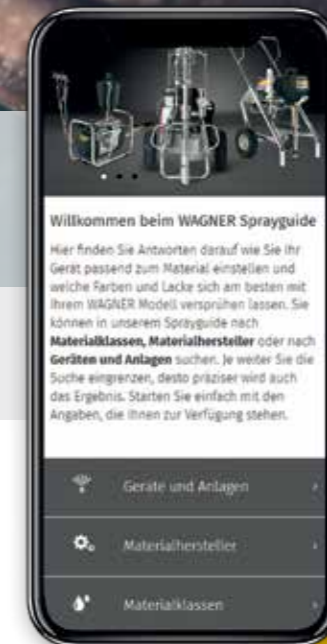 Willkommen beim WAGNER Sprayguide
Hier finden Sie Antworten darauf wie Sie Ihr
Gerät passend zum Material einstellen und
welche Farben und Lacke sich am besten mit
Ihrem WAGNER Modell versprühen lassen. Sie
können in unserem Sprayguide nach
Materialklassen, Materialhersteller oder nach
Geräten und Anlagen suchen. Je weiter Sie die
Suche eingrenzen, desto präziser wird auch
das Ergebnis. Starten Sie einfach mit den
Angaben, die Ihnen zur Verfügung stehen.
Geräte und Anlagen
Materialhersteller
Materialklassen